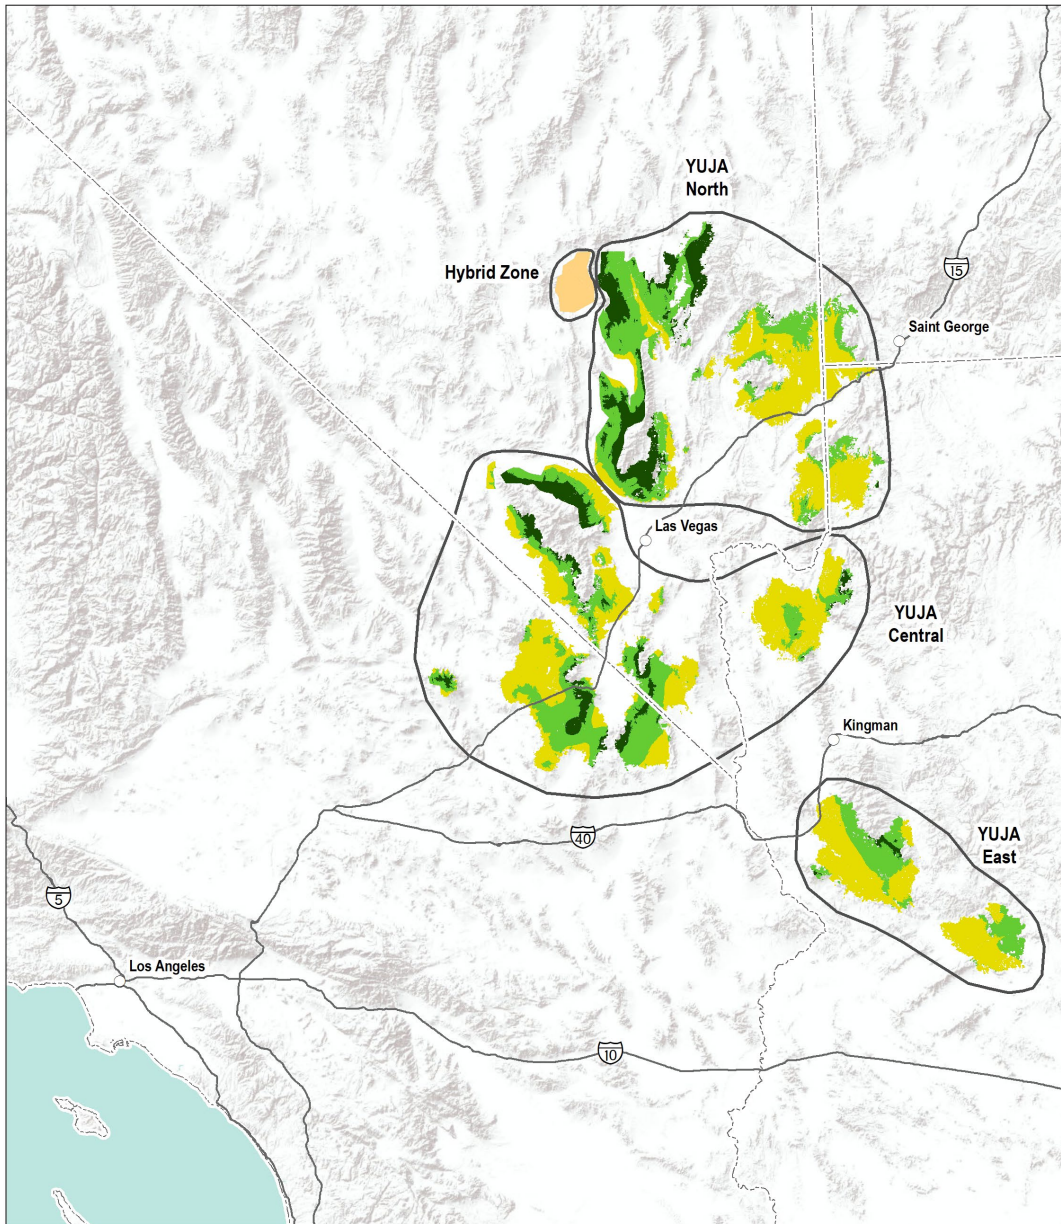 YUJA
North
Hybrid Zone
15
Saint George
Las Vegas
YUJA
Central
Kingman
40
YUJA
East
5
Los Angeles
10